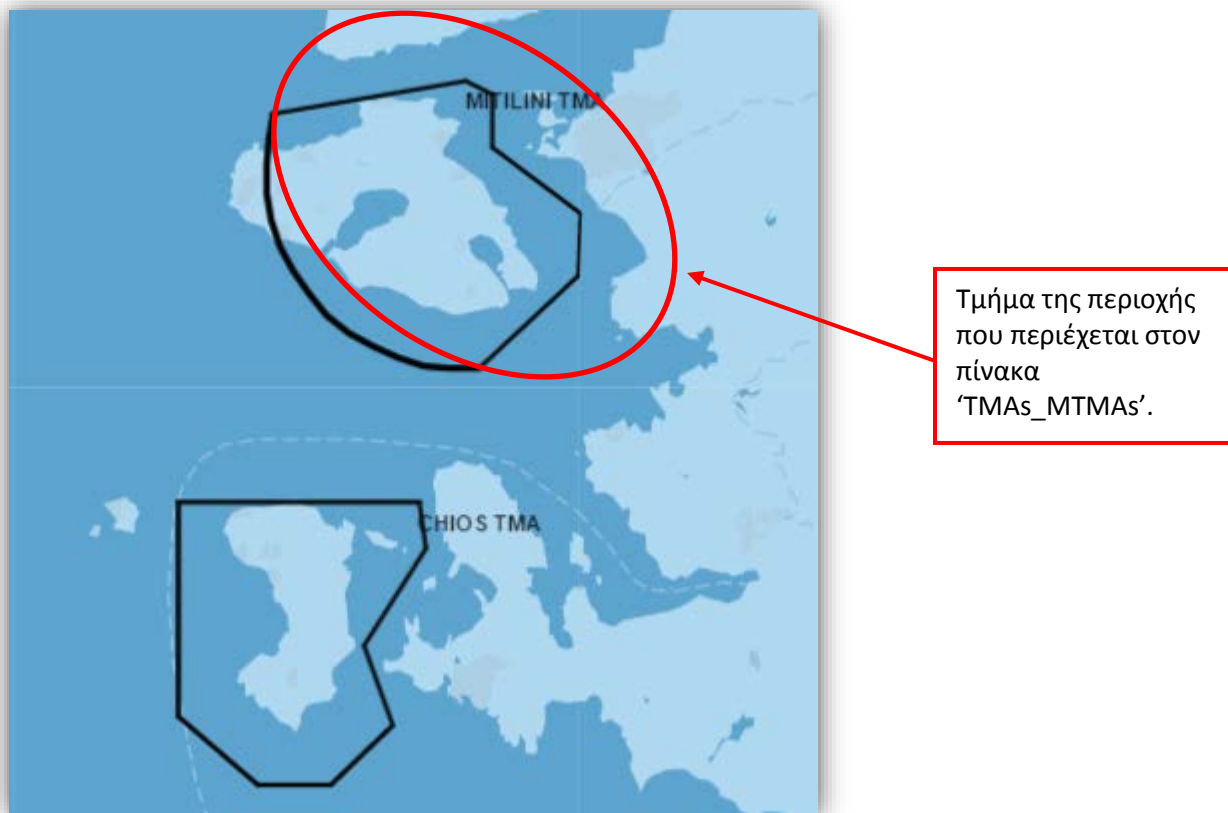 MITILINI TMA
CHIOS TMA
Τμήμα της περιοχής
που περιέχεται στον
πίνακα
‘TMAs_MTMAs’.